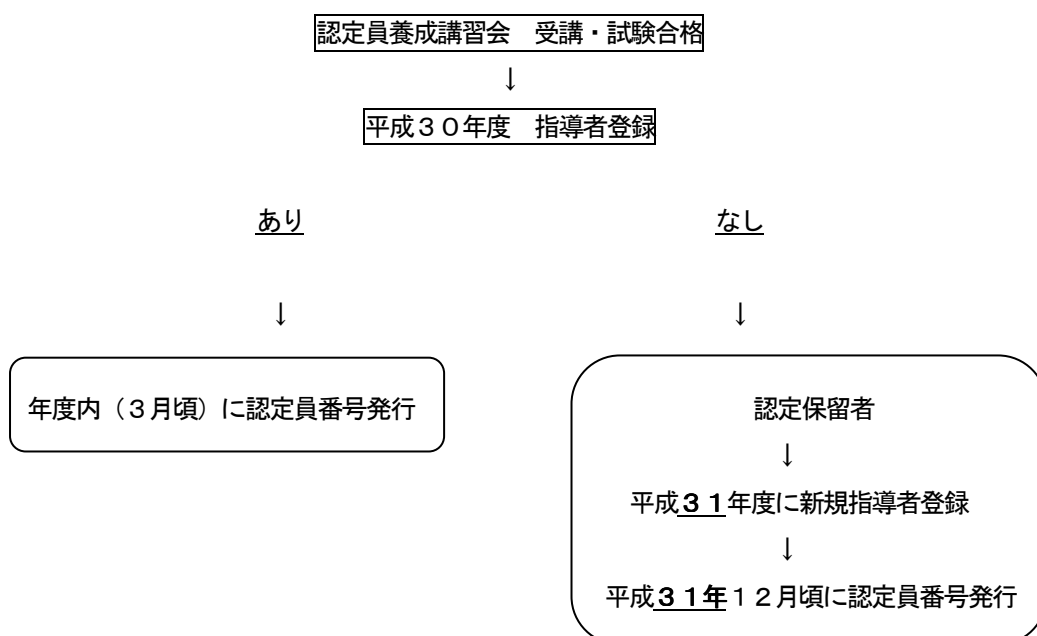 認定員養成講習会　受講・試験合格
↓
平成３０年度　指導者登録
あり
なし
↓
↓
年度内（３月頃）に認定員番号発行
認定保留者
↓
平成３１年度に新規指導者登録
↓
平成３１年１２月頃に認定員番号発行